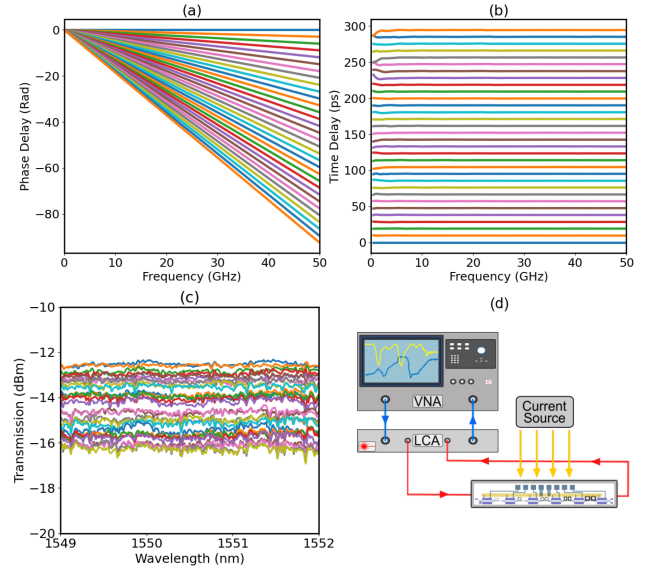 (a)
0
−20
−40
−60
−80
Phase Delay (Rad)
0 10 20 30 40 50
Frequency (GHz)
(b)
300
250
200
150
100
50
0
Time Delay (ps)
0 10 20 30 40 50
Frequency (GHz)
(c)
−10
−12
−14
−16
−18
−20
Transmission (dBm)
1549 1550 1551 1552
Wavelength (nm)
(d)
VNA
LCA
Current
Source